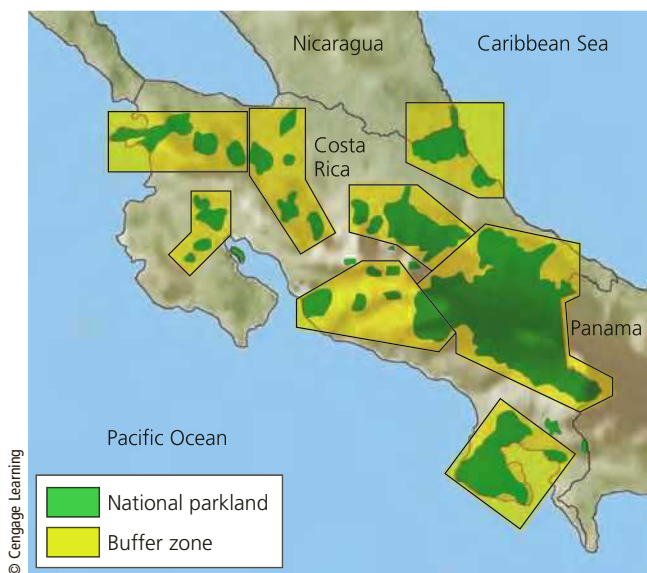 Nicaragua
Caribbean Sea
Costa
Rica
Panama
Pacific Ocean
National parkland
Buffer zone
© Cengage Learning